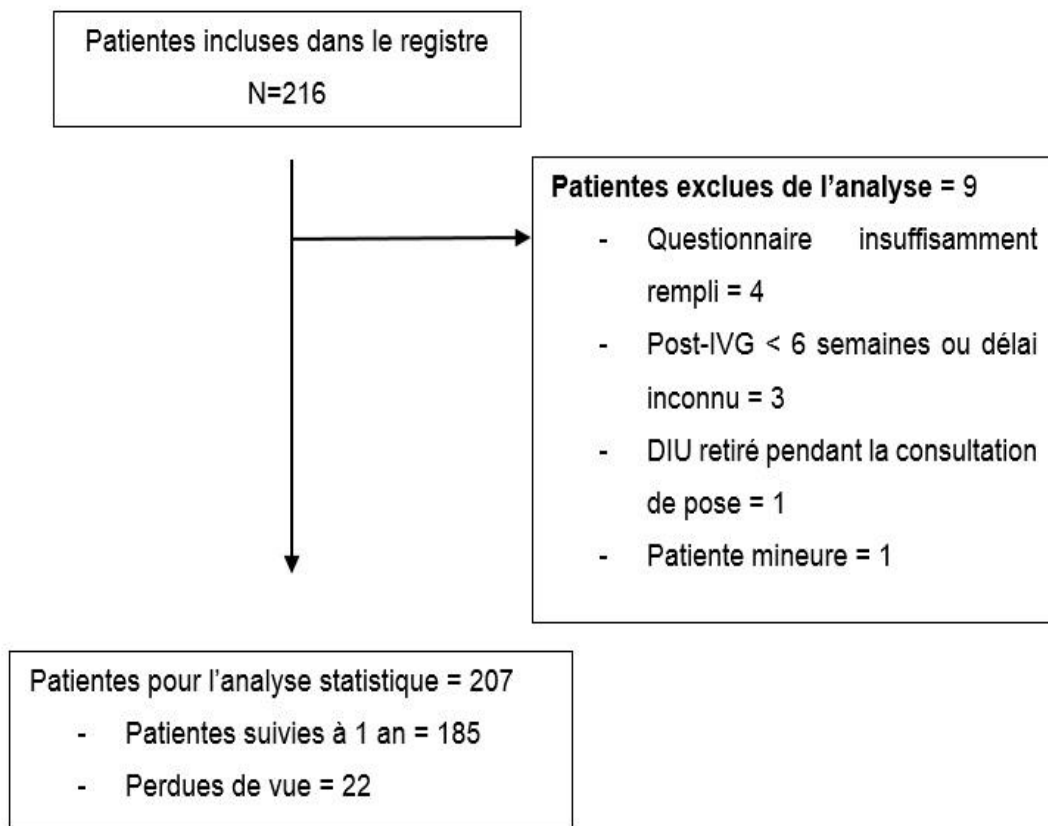 Patientes incluses dans le registre
N=216
Patientes exclues de l’analyse = 9
- Questionnaire insuffisamment
rempli = 4
- Post-IVG < 6 semaines ou délai
inconnu = 3
- DIU retiré pendant la consultation
de pose = 1
- Patiente mineure = 1
Patientes pour l’analyse statistique = 207
- Patientes suivies à 1 an = 185
- Perdues de vue = 22